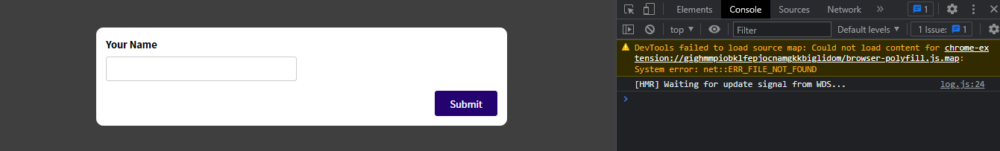 Your Name
Submit
Elements
Console
Sources
Network
»
1
top
Filter
Default levels
1 Issue:
1
DevTools failed to load source map: Could not load content for chrome-ex
tension://gighmmpiobklfepjocnamgkkbiglidom/browser-polyfill.js.map:
System error: net::ERR_FILE_NOT_FOUND
[HMR] Waiting for update signal from WDS...
log.js:24